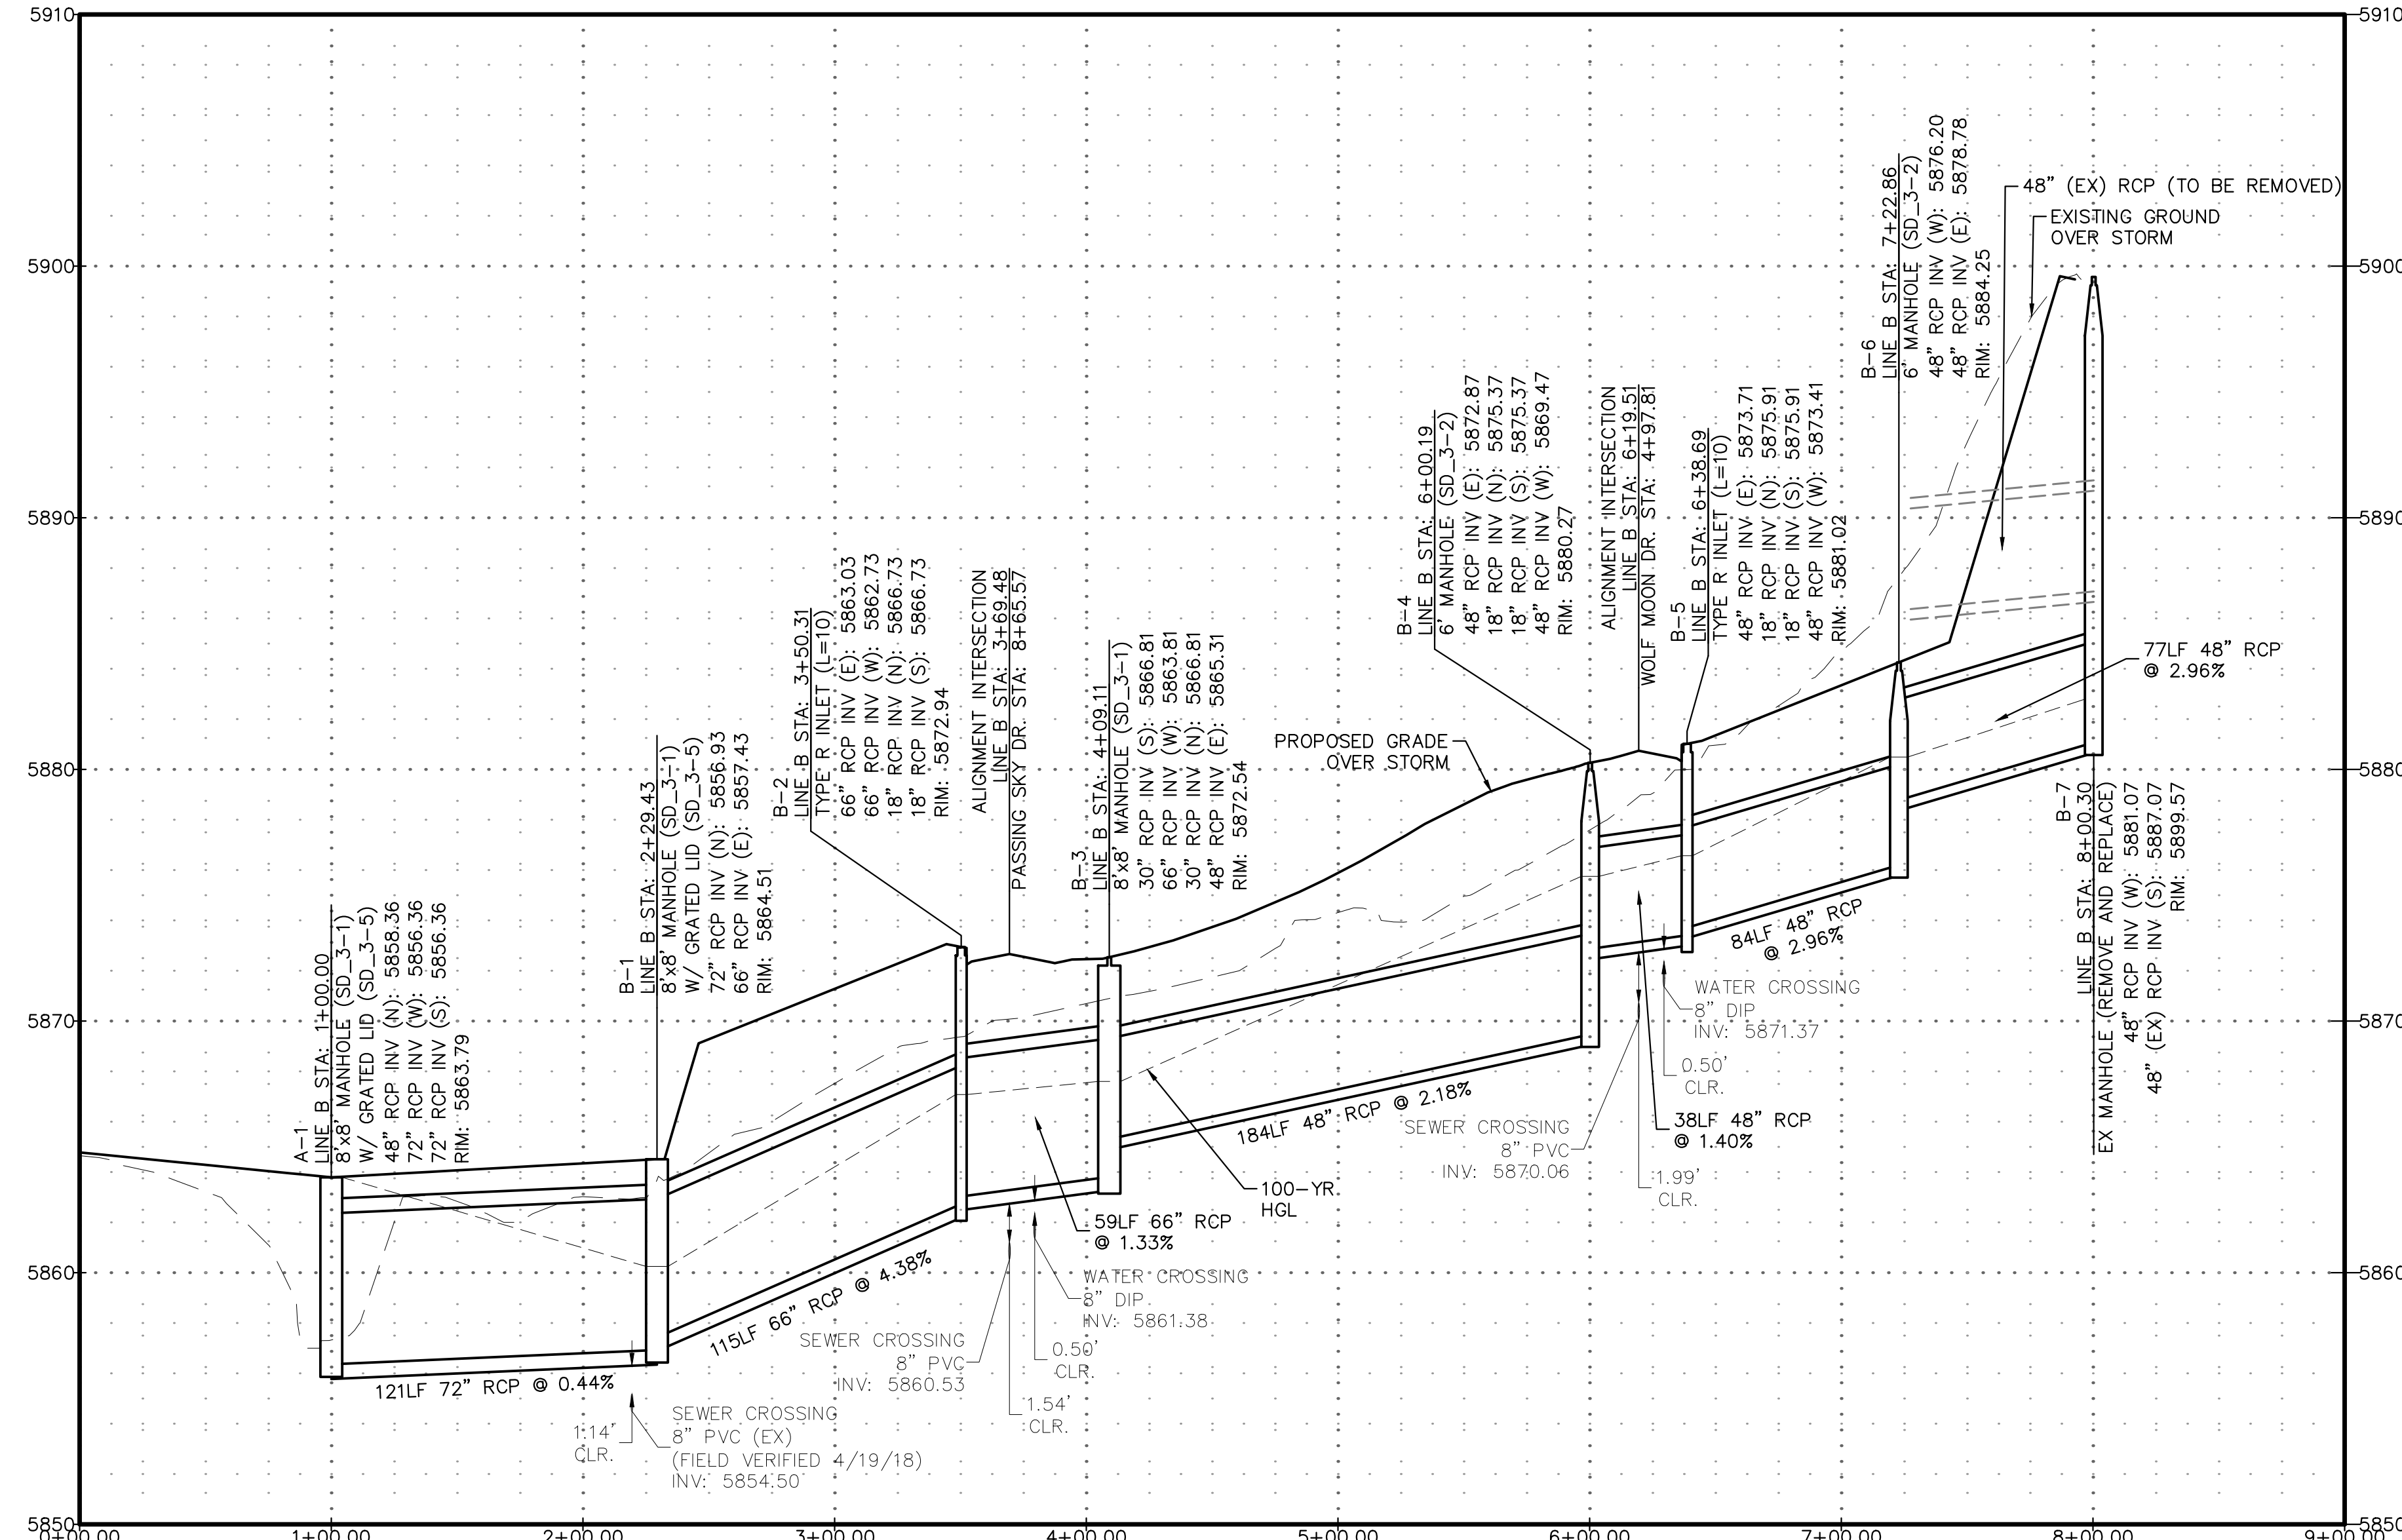 5910
5910
5900
5900
5890
5890
5880
5880
5870
5870
5860
5860
5850
5850
0+00.00
1+00.00
2+00.00
3+00.00
4+00.00
5+00.00
6+00.00
7+00.00
8+00.00
9+00.00
A-1
LINE B STA: 1+00.00
8'x8' MANHOLE (SD_3-1)
W/ GRATED LID (SD_3-5)
48" RCP INV (N): 5858.36
72" RCP INV (W): 5856.36
72" RCP INV (S): 5856.36
RIM: 5863.79
B-1
LINE B STA: 2+29.43
8'x8' MANHOLE (SD_3-1)
W/ GRATED LID (SD_3-5)
72" RCP INV (N): 5856.93
66" RCP INV (E): 5857.43
RIM: 5864.51
B-2
LINE B STA: 3+50.31
TYPE R INLET (L=10)
66" RCP INV (E): 5863.03
66" RCP INV (W): 5862.73
18" RCP INV (N): 5866.73
18" RCP INV (S): 5866.73
RIM: 5872.94
ALIGNMENT INTERSECTION
LINE B STA: 3+69.48
PASSING SKY DR. STA: 8+65.57
B-3
LINE B STA: 4+09.11
8'x8' MANHOLE (SD_3-1)
30" RCP INV (S): 5866.81
66" RCP INV (W): 5863.81
30" RCP INV (N): 5866.81
48" RCP INV (E): 5865.31
RIM: 5872.54
B-4
LINE B STA: 6+00.19
6' MANHOLE (SD_3-2)
48" RCP INV (E): 5872.87
18" RCP INV (N): 5875.37
18" RCP INV (S): 5875.37
48" RCP INV (W): 5869.47
RIM: 5880.27
ALIGNMENT INTERSECTION
LINE B STA: 6+19.51
WOLF MOON DR. STA: 4+97.81
B-5
LINE B STA: 6+38.69
TYPE R INLET (L=10)
48" RCP INV (E): 5873.71
18" RCP INV (N): 5875.91
18" RCP INV (S): 5875.91
48" RCP INV (W): 5873.41
RIM: 5881.02
B-6
LINE B STA: 7+22.86
6' MANHOLE (SD_3-2)
48" RCP INV (W): 5876.20
48" RCP INV (E): 5878.78
RIM: 5884.25
48" (EX) RCP (TO BE REMOVED)
EXISTING GROUND
OVER STORM
77LF 48" RCP
@ 2.96%
B-7
LINE B STA: 8+00.30
EX MANHOLE (REMOVE AND REPLACE)
48" RCP INV (W): 5881.07
48" (EX) RCP INV (S): 5887.07
RIM: 5899.57
PROPOSED GRADE
OVER STORM
84LF 48" RCP
@ 2.96%
WATER CROSSING
8" DIP
INV: 5871.37
0.50'
CLR.
38LF 48" RCP
@ 1.40%
SEWER CROSSING
8" PVC
INV: 5870.06
1.99'
CLR.
184LF 48" RCP @ 2.18%
100-YR
HGL
59LF 66" RCP
@ 1.33%
WATER CROSSING
8" DIP
INV: 5861.38
0.50'
CLR.
115LF 66" RCP @ 4.38%
SEWER CROSSING
8" PVC
INV: 5860.53
1.54'
CLR.
121LF 72" RCP @ 0.44%
1.14'
CLR.
SEWER CROSSING
8" PVC (EX)
(FIELD VERIFIED 4/19/18)
INV: 5854.50